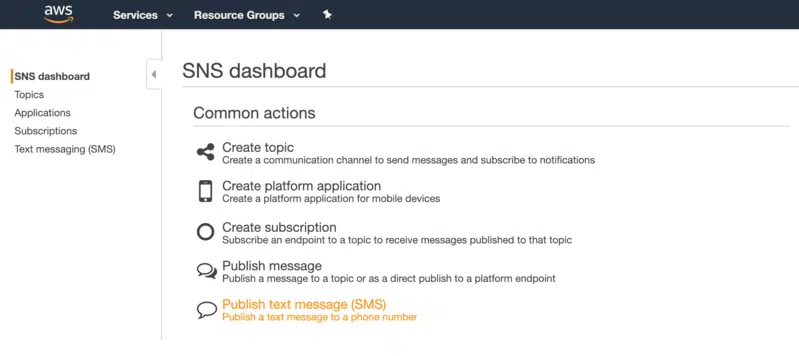 aws Services Resource Groups
SNS dashboard
Topics
Applications
Subscriptions
Text messaging (SMS)
SNS dashboard
Common actions
Create topic
Create a communication channel to send messages and subscribe to notifications
Create platform application
Create a platform application for mobile devices
Create subscription
Subscribe an endpoint to a topic to receive messages published to that topic
Publish message
Publish a message to a topic or as a direct publish to a platform endpoint
Publish text message (SMS)
Publish a text message to a phone number